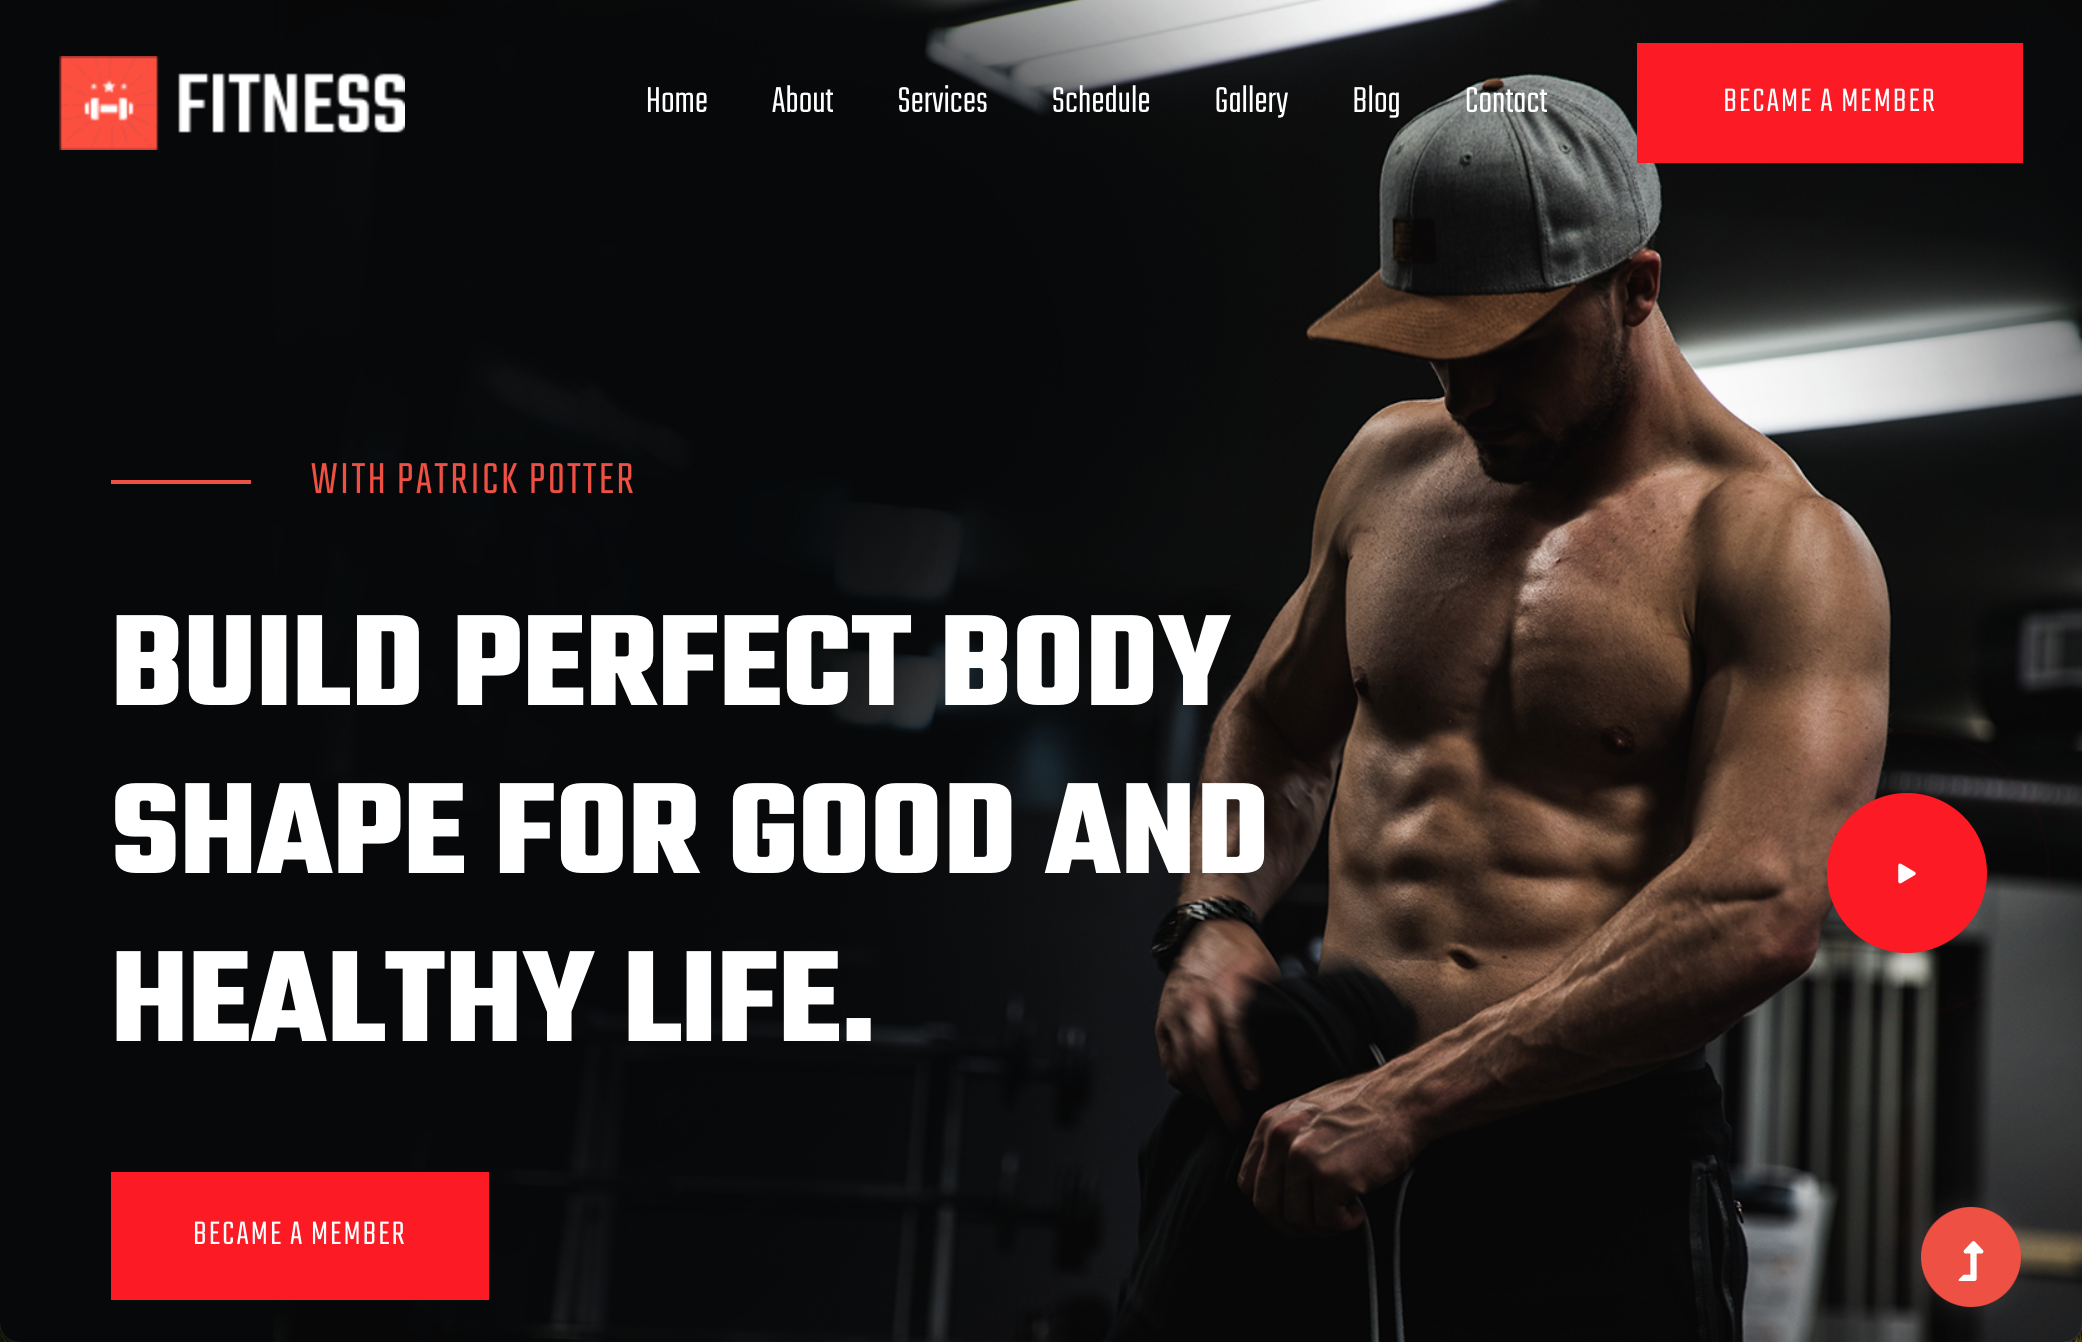 FITNESS
Home About Services Schedule Gallery Blog Contact
BECAME A MEMBER
WITH PATRICK POTTER
BUILD PERFECT BODY
SHAPE FOR GOOD AND
HEALTHY LIFE.
BECAME A MEMBER